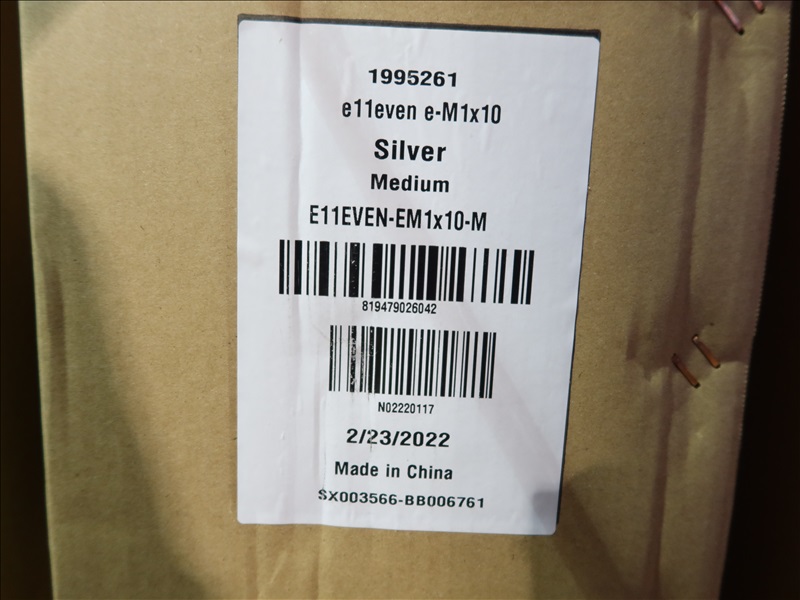 1995261
e11even e-M1x10
Silver
Medium
E11EVEN-EM1x10-M
819479026042
N02220117
2/23/2022
Made in China
SX003566-BB006761